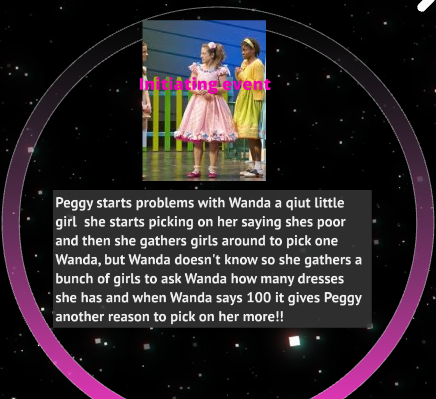 Initiating event
Peggy starts problems with Wanda a qiut little
girl  she starts picking on her saying shes poor
and then she gathers girls around to pick one
Wanda, but Wanda doesn't know so she gathers a
bunch of girls to ask Wanda how many dresses
she has and when Wanda says 100 it gives Peggy
another reason to pick on her more!!